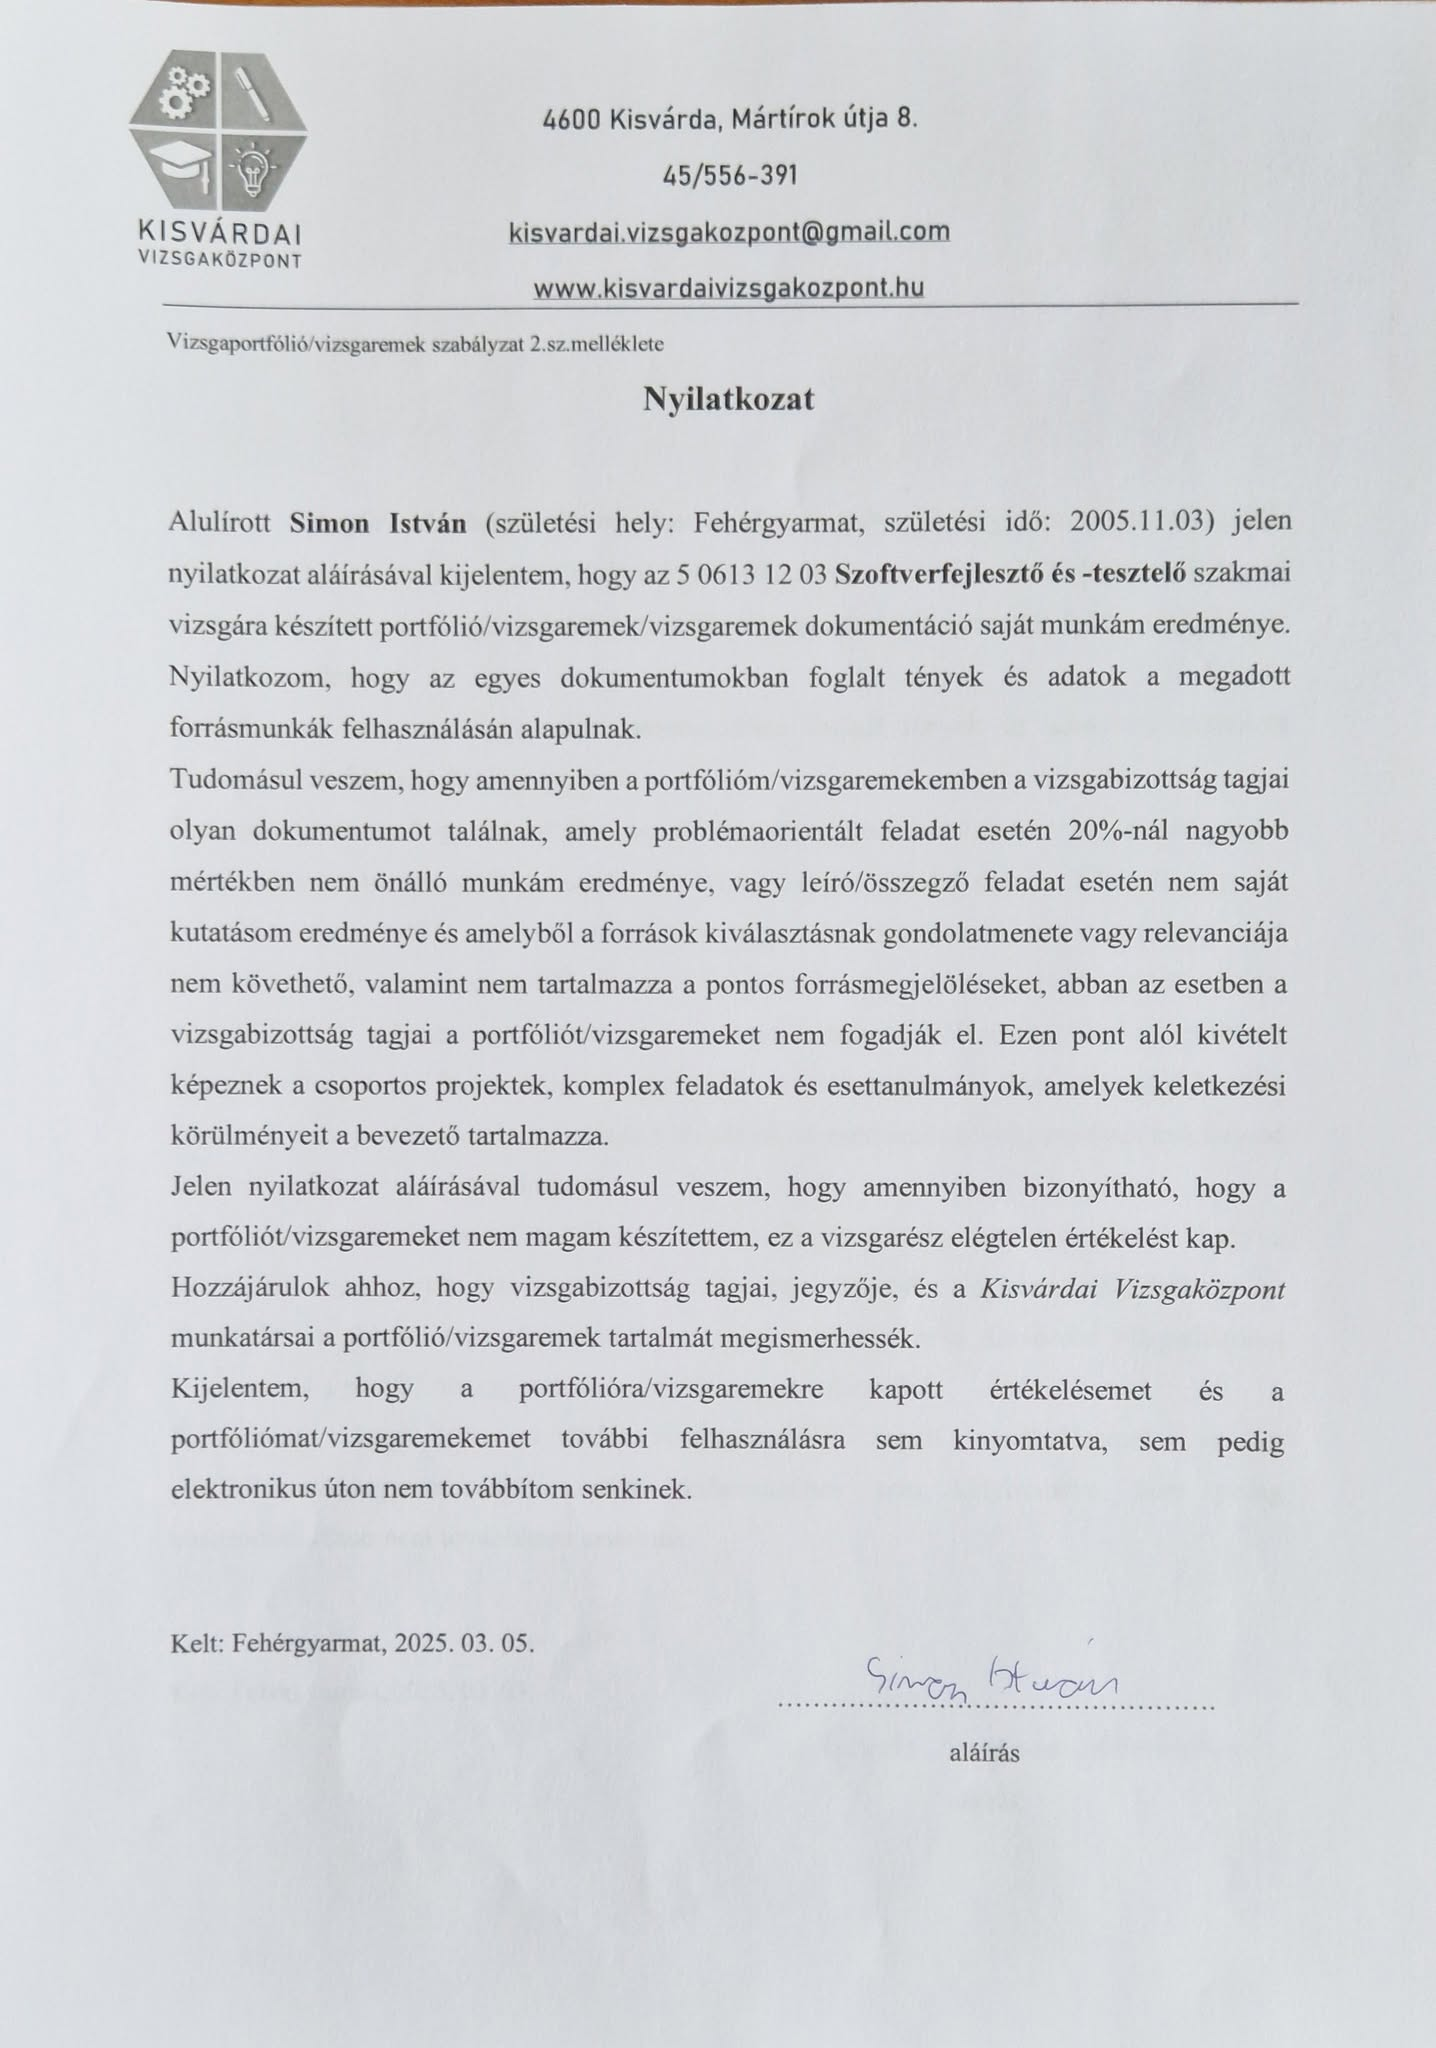 KISVÁRDAI
VIZSGAKÖZPONT
4600 Kisvárda, Mártírok útja 8.
45/556-391
kisvardai.vizsgakozpont@gmail.com
www.kisvardaivizsgakozpont.hu
Vizsgaportfólió/vizsgaremek szabályzat 2.sz.melléklete
Nyilatkozat
Alulírott Simon István (születési hely: Fehérgyarmat, születési idő: 2005.11.03) jelen
nyilatkozat aláírásával kijelentem, hogy az 5 0613 12 03 Szoftverfejlesztő és -tesztelő szakmai
vizsgára készített portfólió/vizsgaremek/vizsgaremek dokumentáció saját munkám eredménye.
Nyilatkozom, hogy az egyes dokumentumokban foglalt tények és adatok a megadott
forrásmunkák felhasználásán alapulnak.
Tudomásul veszem, hogy amennyiben a portfólióm/vizsgaremekemben a vizsgabizottság tagjai
olyan dokumentumot találnak, amely problémaorientált feladat esetén 20%-nál nagyobb
mértékben nem önálló munkám eredménye, vagy leíró/összegző feladat esetén nem saját
kutatásom eredménye és amelyből a források kiválasztásnak gondolatmenete vagy relevanciája
nem követhető, valamint nem tartalmazza a pontos forrásmegjelöléseket, abban az esetben a
vizsgabizottság tagjai a portfóliót/vizsgaremeket nem fogadják el. Ezen pont alól kivételt
képeznek a csoportos projektek, komplex feladatok és esettanulmányok, amelyek keletkezési
körülményeit a bevezető tartalmazza.
Jelen nyilatkozat aláírásával tudomásul veszem, hogy amennyiben bizonyítható, hogy a
portfóliót/vizsgaremeket nem magam készítettem, ez a vizsgarész elégtelen értékelést kap.
Hozzájárulok ahhoz, hogy vizsgabizottság tagjai, jegyzője, és a Kisvárdai Vizsgaközpont
munkatársai a portfólió/vizsgaremek tartalmát megismerhessék.
Kijelentem, hogy a portfólióra/vizsgaremekre kapott értékelésemet és a
portfóliómat/vizsgaremekemet további felhasználásra sem kinyomtatva, sem pedig
elektronikus úton nem továbbítom senkinek.
Kelt: Fehérgyarmat, 2025. 03. 05.
Simon István
aláírás